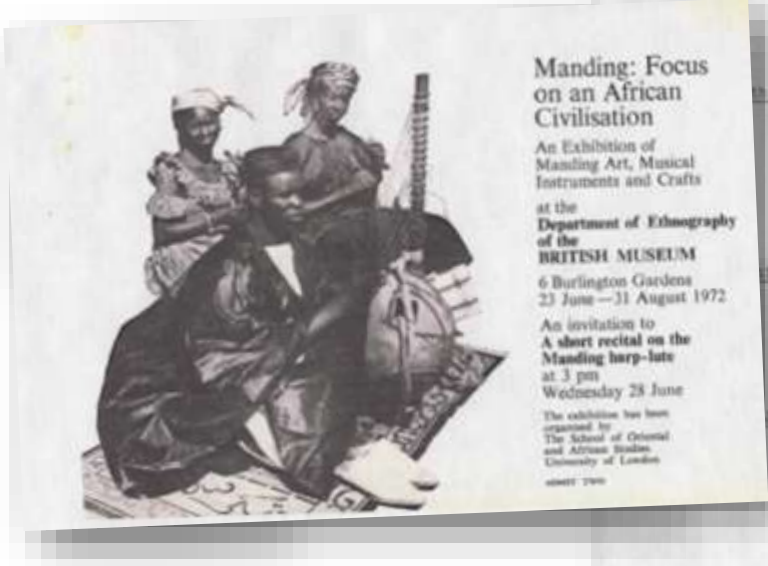 Manding: Focus
on an African
Civilisation
An Exhibition of
Manding Art, Musical
Instruments and Crafts
at the
Department of Ethnography
of the
BRITISH MUSEUM
6 Burlington Gardens
23 June—31 August 1972
An invitation to
A short recital on the
Manding harp-lute
at 3 pm
Wednesday 28 June
The exhibition has been
organised by
The School of Oriental
and African Studies
University of London
ADMIT TWO